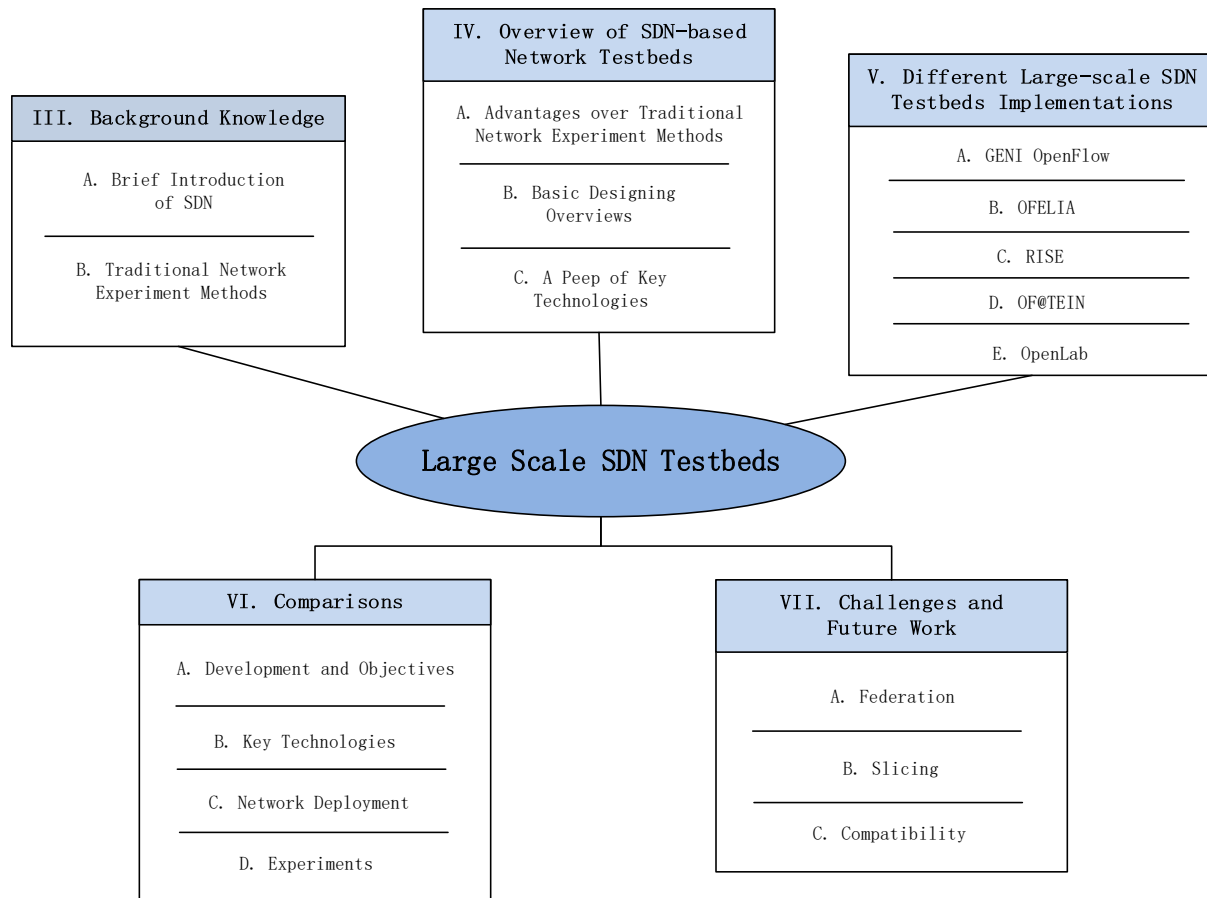 III. Background Knowledge
A. Brief Introduction
of SDN
B. Traditional Network
Experiment Methods
IV. Overview of SDN-based
Network Testbeds
A. Advantages over Traditional
Network Experiment Methods
B. Basic Designing
Overviews
C. A Peep of Key
Technologies
V. Different Large-scale SDN
Testbeds Implementations
A. GENI OpenFlow
B. OFELIA
C. RISE
D. OF@TEIN
E. OpenLab
Large Scale SDN Testbeds
VI. Comparisons
A. Development and Objectives
B. Key Technologies
C. Network Deployment
D. Experiments
VII. Challenges and
Future Work
A. Federation
B. Slicing
C. Compatibility